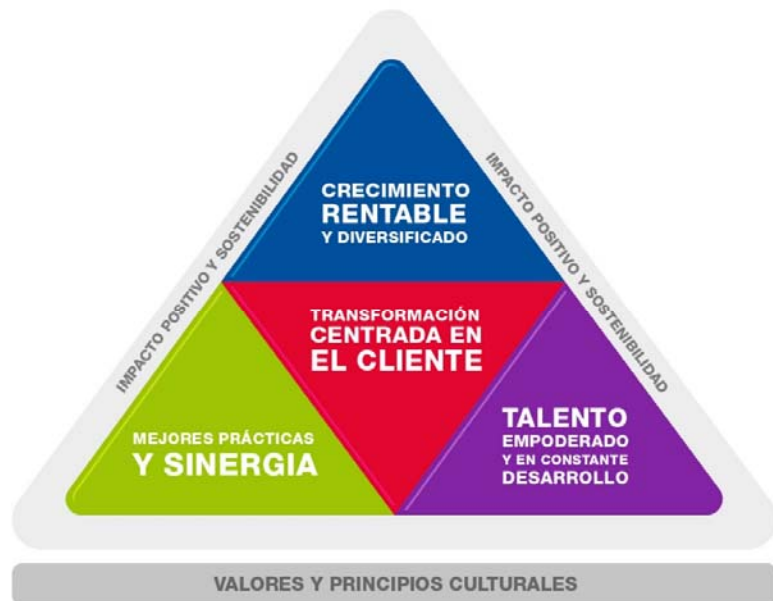 IMPACTO POSITIVO Y SOSTENIBILIDAD
IMPACTO POSITIVO Y SOSTENIBILIDAD
CRECIMIENTO
RENTABLE
Y DIVERSIFICADO
TRANSFORMACIÓN
CENTRADA EN
EL CLIENTE
MEJORES PRÁCTICAS
Y SINERGIA
TALENTO
EMPODERADO
Y EN CONSTANTE
DESARROLLO
VALORES Y PRINCIPIOS CULTURALES